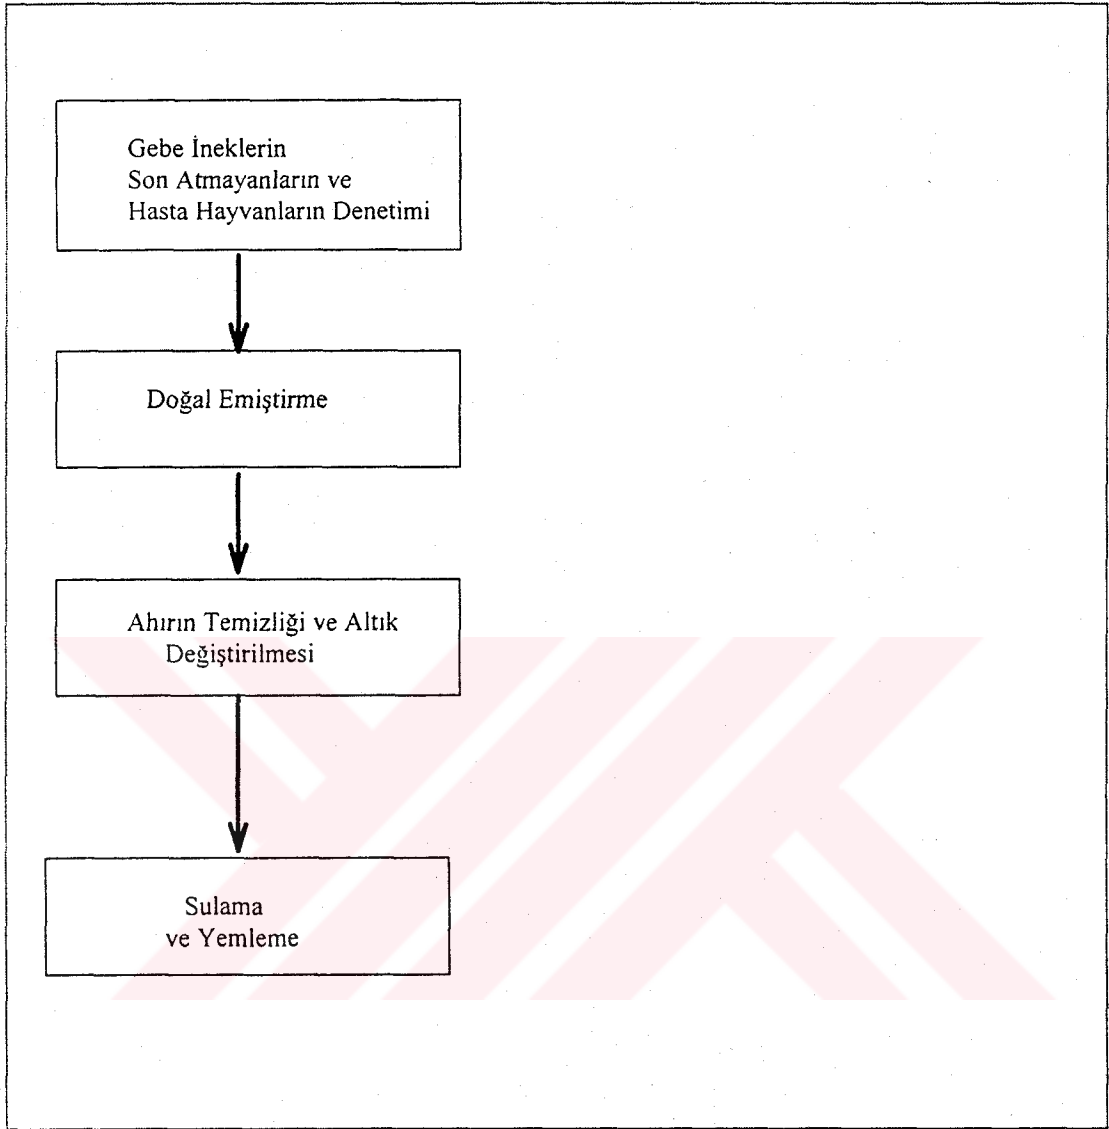 Gebe İneklerin
Son Atmayanların ve
Hasta Hayvanların Denetimi
Doğal Emiştirme
Ahırın Temizliği ve Altık
Değiştirilmesi
Sulama
ve Yemleme